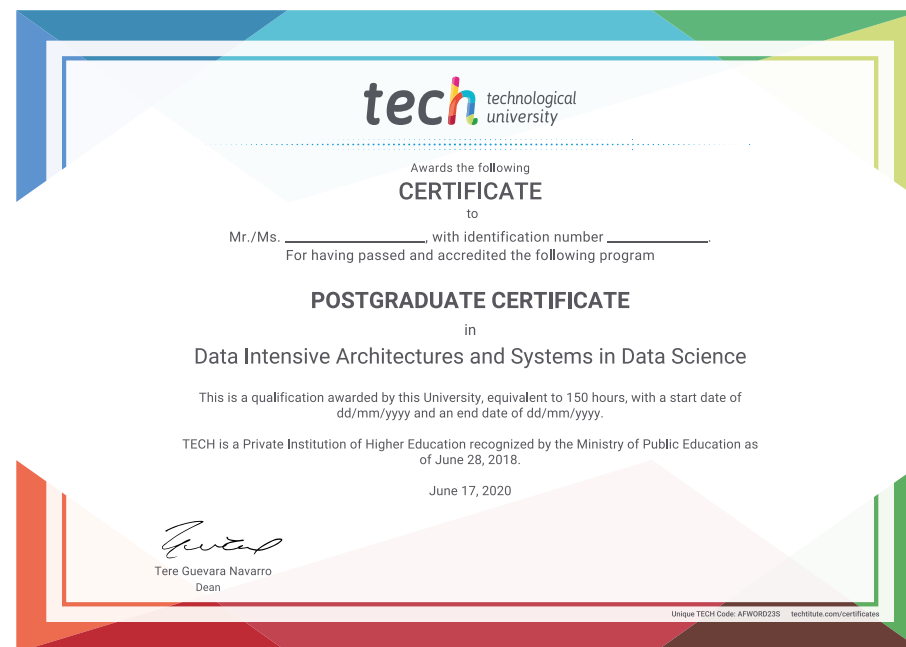 tech technological
university
Awards the following
CERTIFICATE
to
Mr./Ms. ____________________, with identification number _______________.
For having passed and accredited the following program
POSTGRADUATE CERTIFICATE
in
Data Intensive Architectures and Systems in Data Science
This is a qualification awarded by this University, equivalent to 150 hours, with a start date of
dd/mm/yyyy and an end date of dd/mm/yyyy.
TECH is a Private Institution of Higher Education recognized by the Ministry of Public Education as
of June 28, 2018.
June 17, 2020
Tere Guevara Navarro
Dean
Unique TECH Code: AFWORD23S techtitute.com/certificates